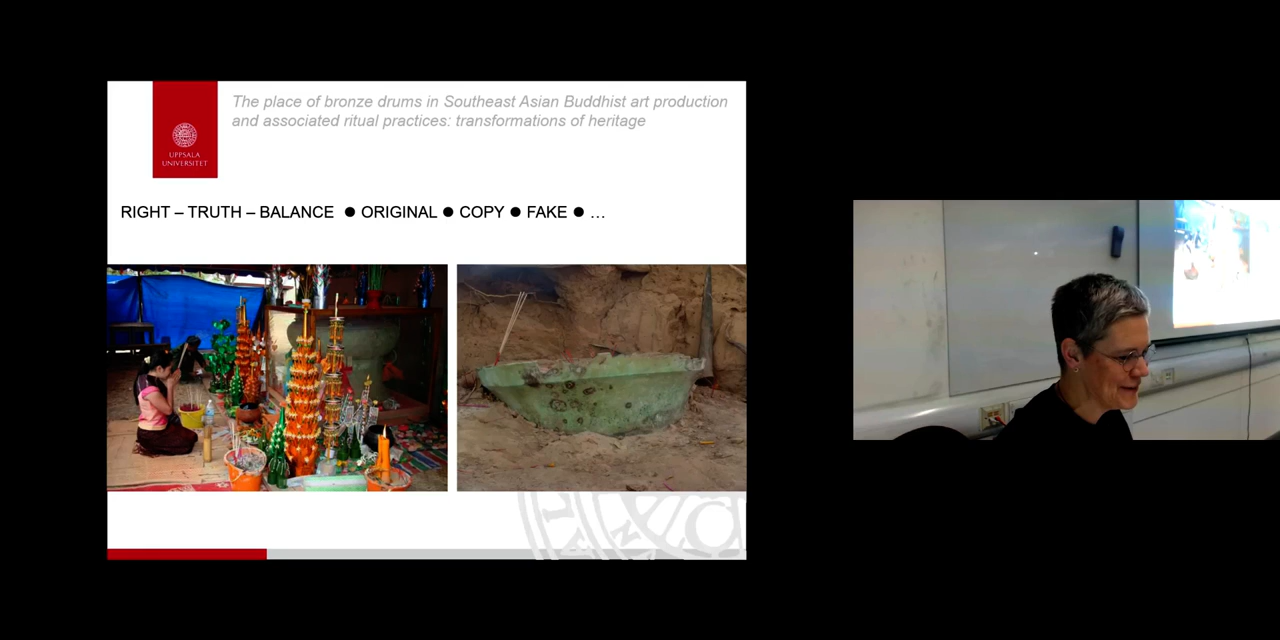 The place of bronze drums in Southeast Asian Buddhist art production
and associated ritual practices: transformations of heritage
UPPSALA
UNIVERSITET
RIGHT – TRUTH – BALANCE ● ORIGINAL ● COPY ● FAKE ● …